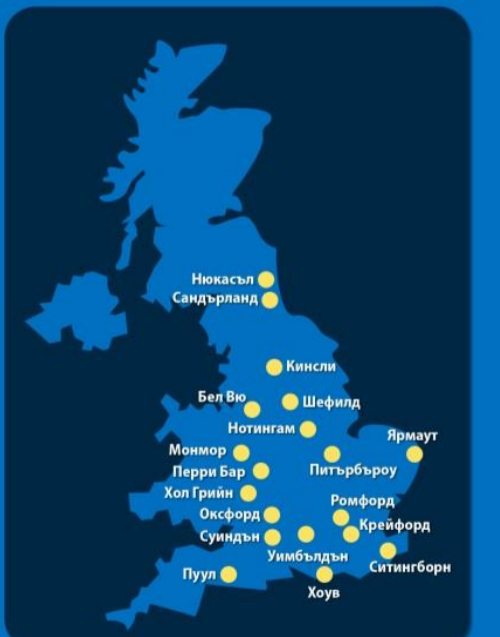 Нюкасъл
Сандърланд
Кинсли
Бел Вю
Шефилд
Нотингам
Ярмаут
Монмор
Питърбъроу
Перри Бар
Хол Грийн
Ромфорд
Оксфорд
Крейфорд
Суиндън
Уимбълдън
Ситингборн
Пуул
Хоув